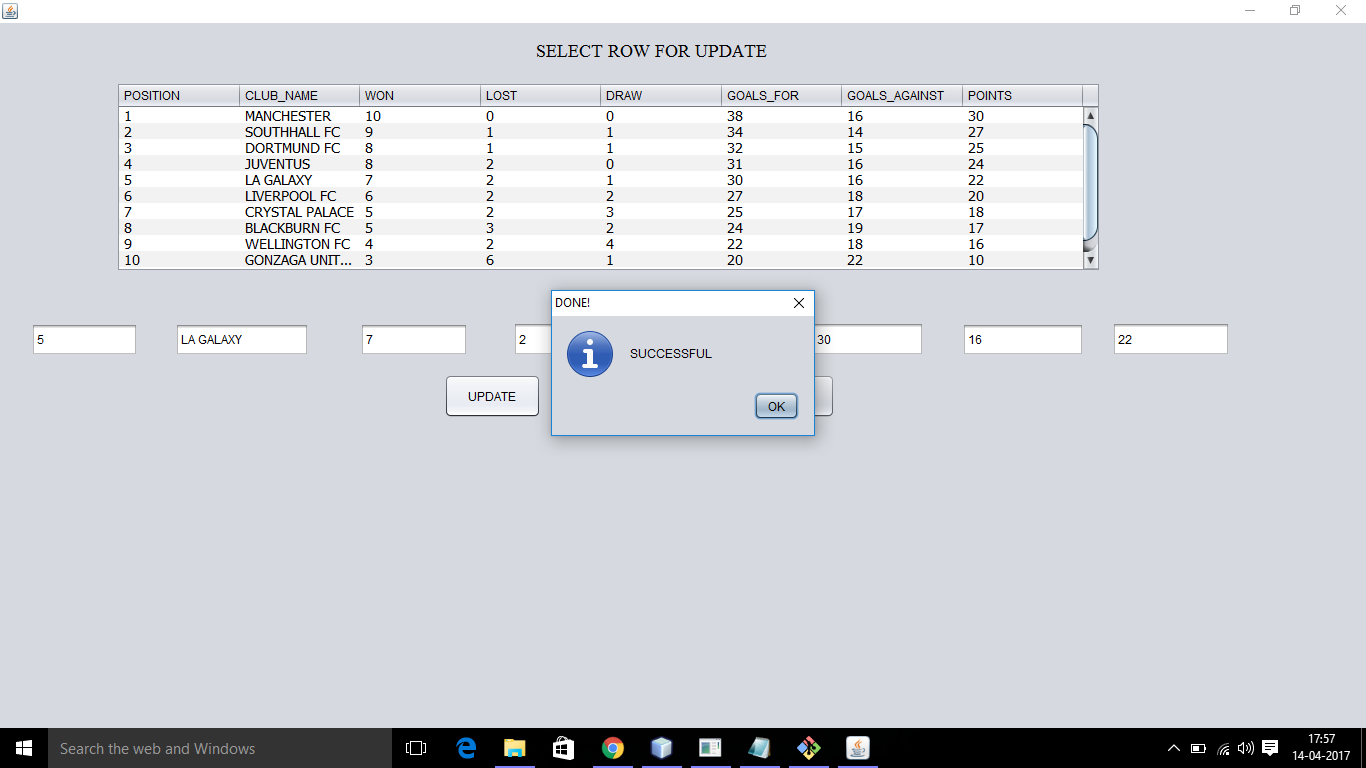 SELECT ROW FOR UPDATE
POSITION CLUB_NAME WON LOST DRAW GOALS_FOR GOALS_AGAINST POINTS
1 MANCHESTER 10 0 0 38 16 30
2 SOUTHHALL FC 9 1 1 34 14 27
3 DORTMUND FC 8 1 1 32 15 25
4 JUVENTUS 8 2 0 31 16 24
5 LA GALAXY 7 2 1 30 16 22
6 LIVERPOOL FC 6 2 2 27 18 20
7 CRYSTAL PALACE 5 2 3 25 17 18
8 BLACKBURN FC 5 3 2 24 19 17
9 WELLINGTON FC 4 2 4 22 18 16
10 GONZAGA UNIT... 3 6 1 20 22 10
DONE!
5 LA GALAXY 7 2 30 16 22
SUCCESSFUL
UPDATE
OK
Search the web and Windows
17:57
14-04-2017